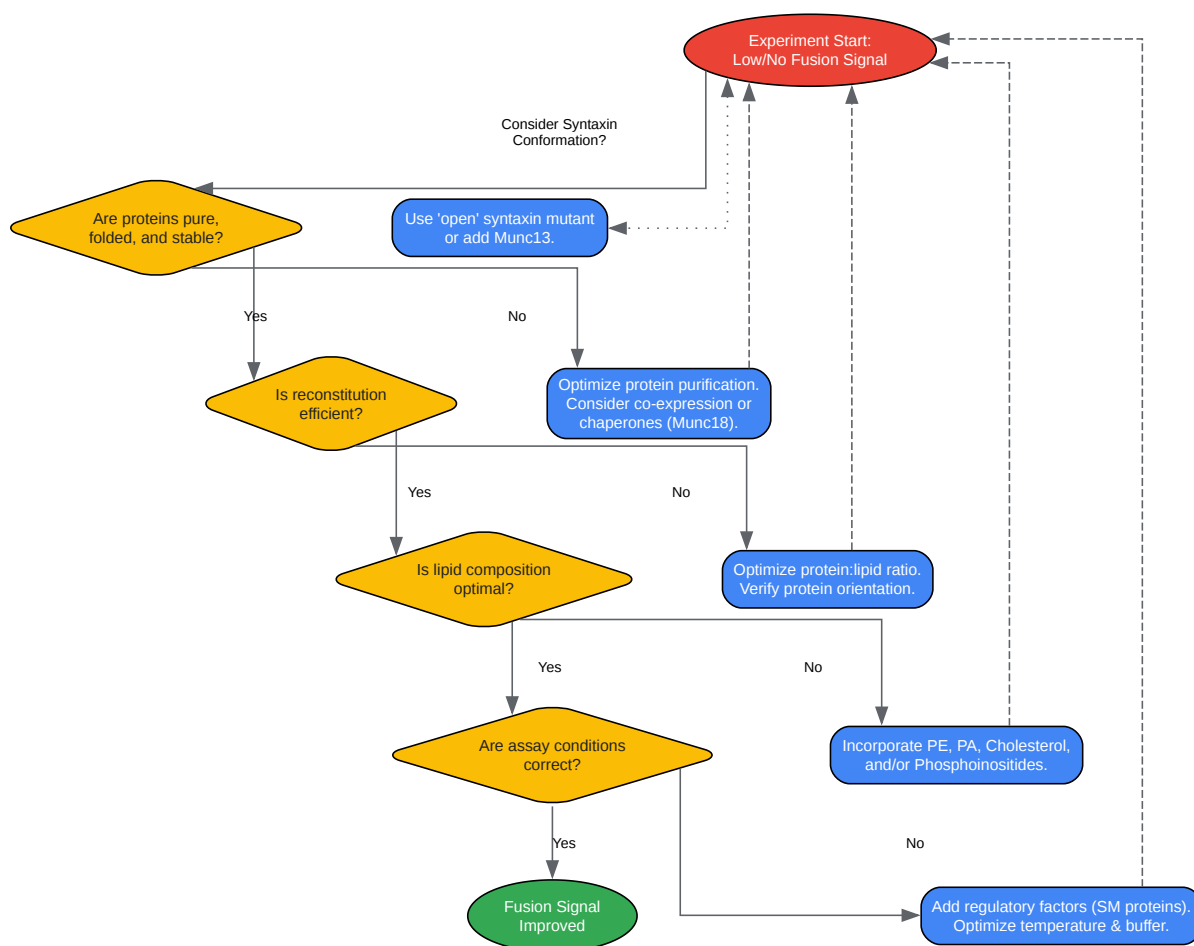 Experiment Start:
Low/No Fusion Signal
Consider Syntaxin
Conformation?
Are proteins pure,
folded, and stable?
Use 'open' syntaxin mutant
or add Munc13.
Yes
No
Is reconstitution
efficient?
Optimize protein purification.
Consider co-expression or
chaperones (Munc18).
Yes
No
Is lipid composition
optimal?
Optimize protein:lipid ratio.
Verify protein orientation.
Yes
No
Are assay conditions
correct?
Incorporate PE, PA, Cholesterol,
and/or Phosphoinositides.
Yes
No
Fusion Signal
Improved
Add regulatory factors (SM proteins).
Optimize temperature & buffer.